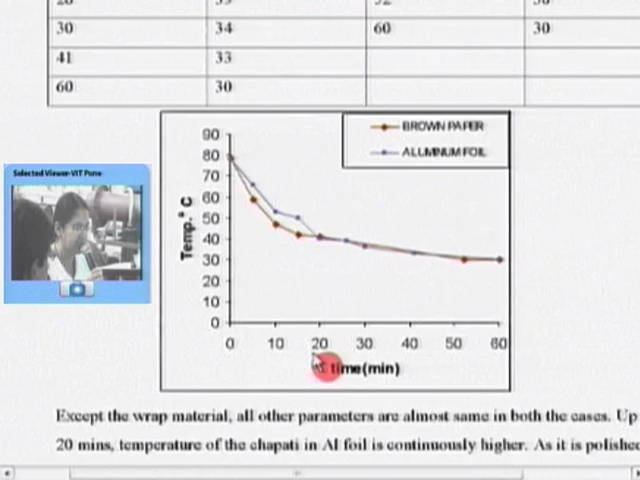 30 34 60 30
41 33
60 30
BROWN PAPER
ALUMINUM FOIL
Selected Viewer-VIT Pune
90
80
70
60
50
40
30
20
10
0
Temp.° C
0 10 20 30 40 50 60
time(min)
Except the wrap material, all other parameters are almost same in both the cases. Up
20 mins, temperature of the chapati in Al foil is continuously higher. As it is polished